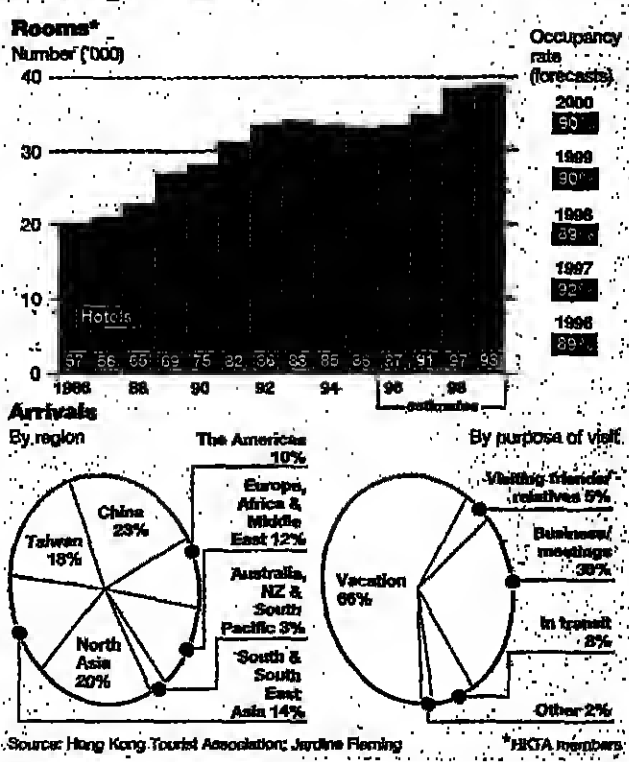 Rooms*
Number ('000)
40
30
20
10
0
Hotels
1986 88 90 92 94 96 98
estimates
Occupancy
rate
(forecasts)
2000
90%
1999
90%
1998
89%
1997
92%
1996
89%
Arrivals
By region
China
23%
Taiwan
18%
North
Asia
20%
The Americas
10%
Europe,
Africa &
Middle
East 12%
Australia,
NZ &
South
Pacific 3%
South &
South
East
Asia 14%
By purpose of visit
Vacation
Visiting friends/
relatives 5%
Business/
meetings
30%
In transit
8%
Other 2%
Source: Hong Kong Tourist Association; Jardine Fleming
*HKTA members